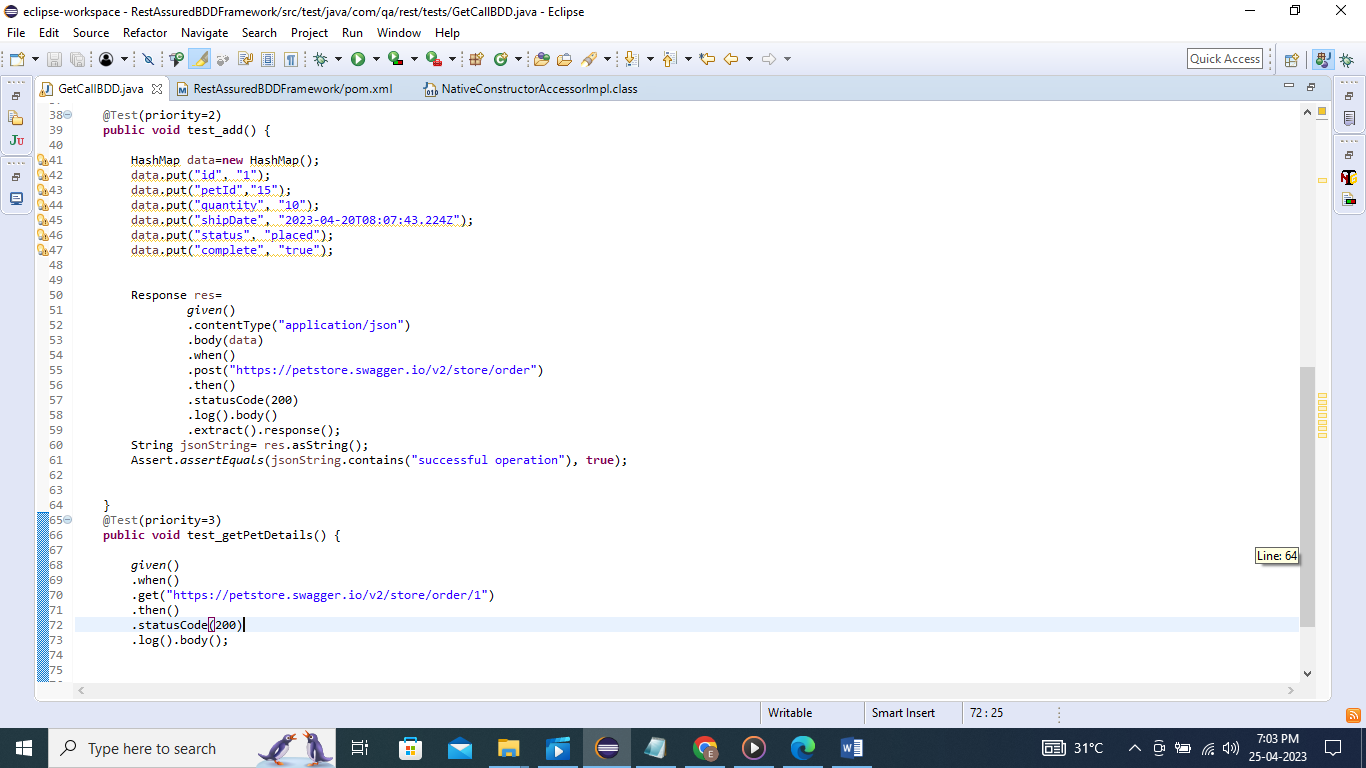 eclipse-workspace - RestAssuredBDDFramework/src/test/java/com/qa/rest/tests/GetCallBDD.java - Eclipse
File Edit Source Refactor Navigate Search Project Run Window Help
Quick Access
GetCallBDD.java RestAssuredBDDFramework/pom.xml NativeConstructorAccessorImpl.class
38 @Test(priority=2)
39 public void test_add() {
40
41 HashMap data=new HashMap();
42 data.put("id", "1");
43 data.put("petId","15");
44 data.put("quantity", "10");
45 data.put("shipDate", "2023-04-20T08:07:43.224Z");
46 data.put("status", "placed");
47 data.put("complete", "true");
48
49
50 Response res=
51 given()
52 .contentType("application/json")
53 .body(data)
54 .when()
55 .post("https://petstore.swagger.io/v2/store/order")
56 .then()
57 .statusCode(200)
58 .log().body()
59 .extract().response();
60 String jsonString= res.asString();
61 Assert.assertEquals(jsonString.contains("successful operation"), true);
62
63
64 }
65 @Test(priority=3)
66 public void test_getPetDetails() {
67
Line: 64
68 given()
69 .when()
70 .get("https://petstore.swagger.io/v2/store/order/1")
71 .then()
72 .statusCode(200)
73 .log().body();
74
75
Writable Smart Insert 72 : 25
Type here to search
31°C
7:03 PM
25-04-2023